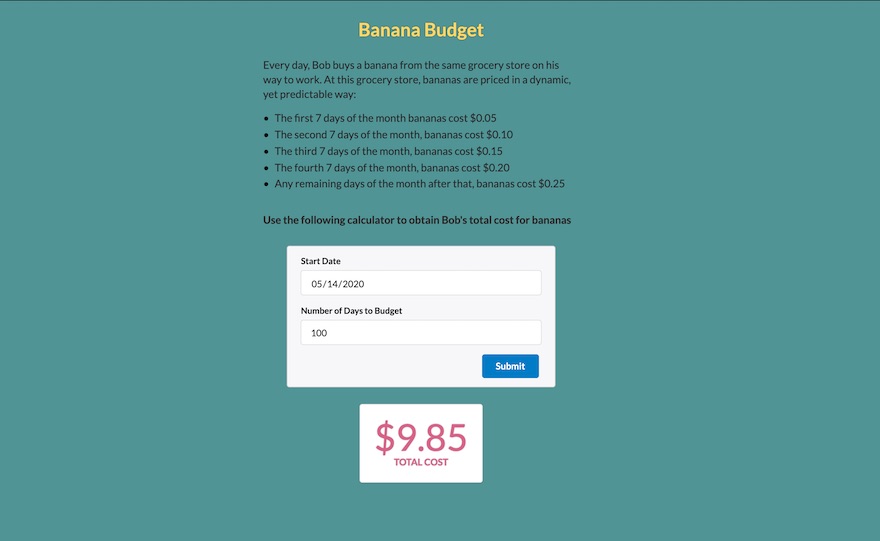 Banana Budget
Every day, Bob buys a banana from the same grocery store on his
way to work. At this grocery store, bananas are priced in a dynamic,
yet predictable way:
• The first 7 days of the month bananas cost $0.05
• The second 7 days of the month, bananas cost $0.10
• The third 7 days of the month, bananas cost $0.15
• The fourth 7 days of the month, bananas cost $0.20
• Any remaining days of the month after that, bananas cost $0.25
Use the following calculator to obtain Bob's total cost for bananas
Start Date
05/14/2020
Number of Days to Budget
100
Submit
$9.85
TOTAL COST